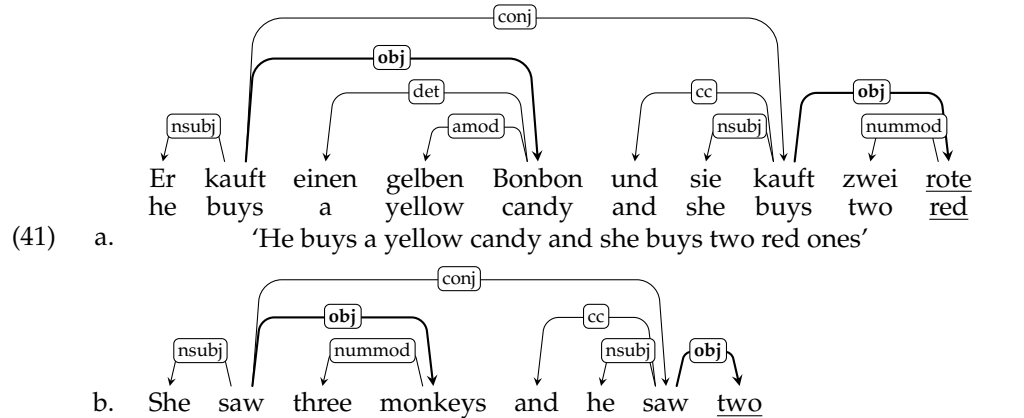 conj
obj
det cc obj
nsubj amod nsubj nummod
Er kauft einen gelben Bonbon und sie kauft zwei rote
he buys a yellow candy and she buys two red
(41) a. ‘He buys a yellow candy and she buys two red ones’
conj
obj cc
nsubj nummod nsubj obj
b. She saw three monkeys and he saw two